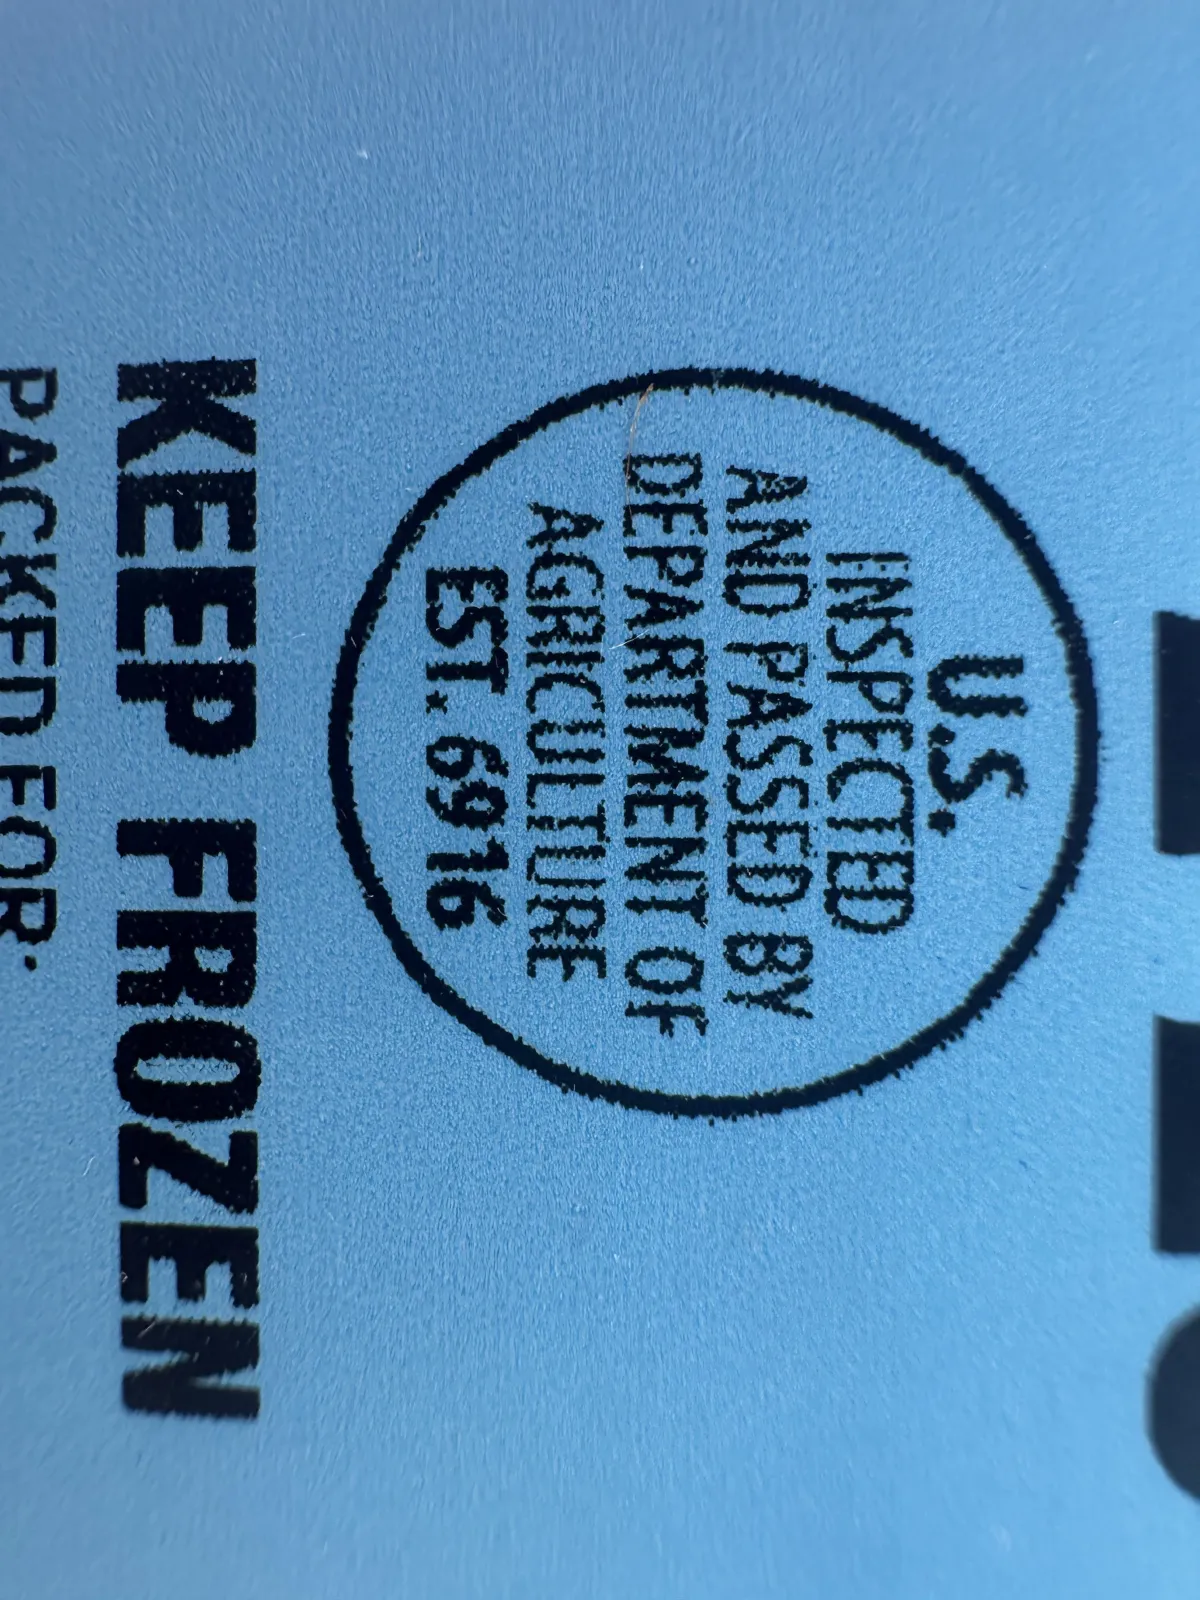 U.S.
INSPECTED
AND PASSED BY
DEPARTMENT OF
AGRICULTURE
EST. 6916
KEEP FROZEN
PACKED FOR: